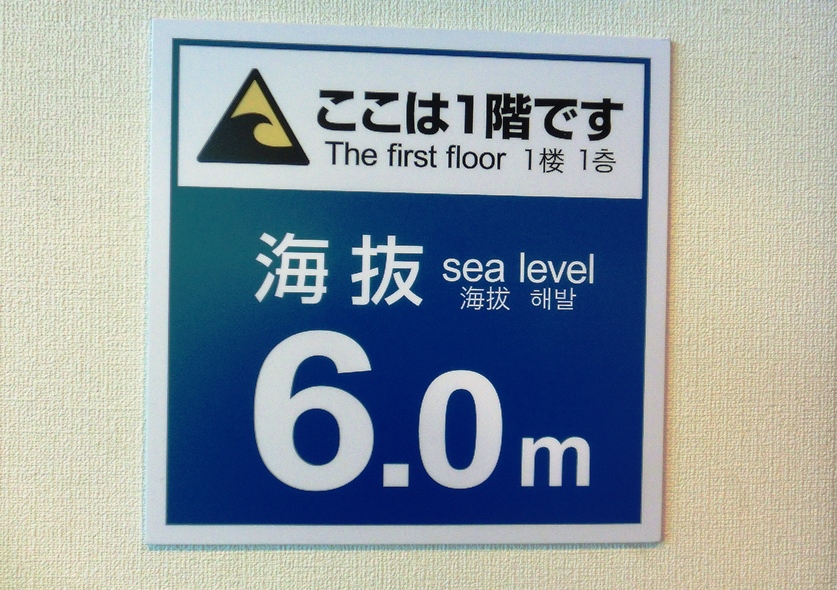 ここは1階です
The first floor 1楼 1층
海抜 sea level
海拔 해발
6.0m